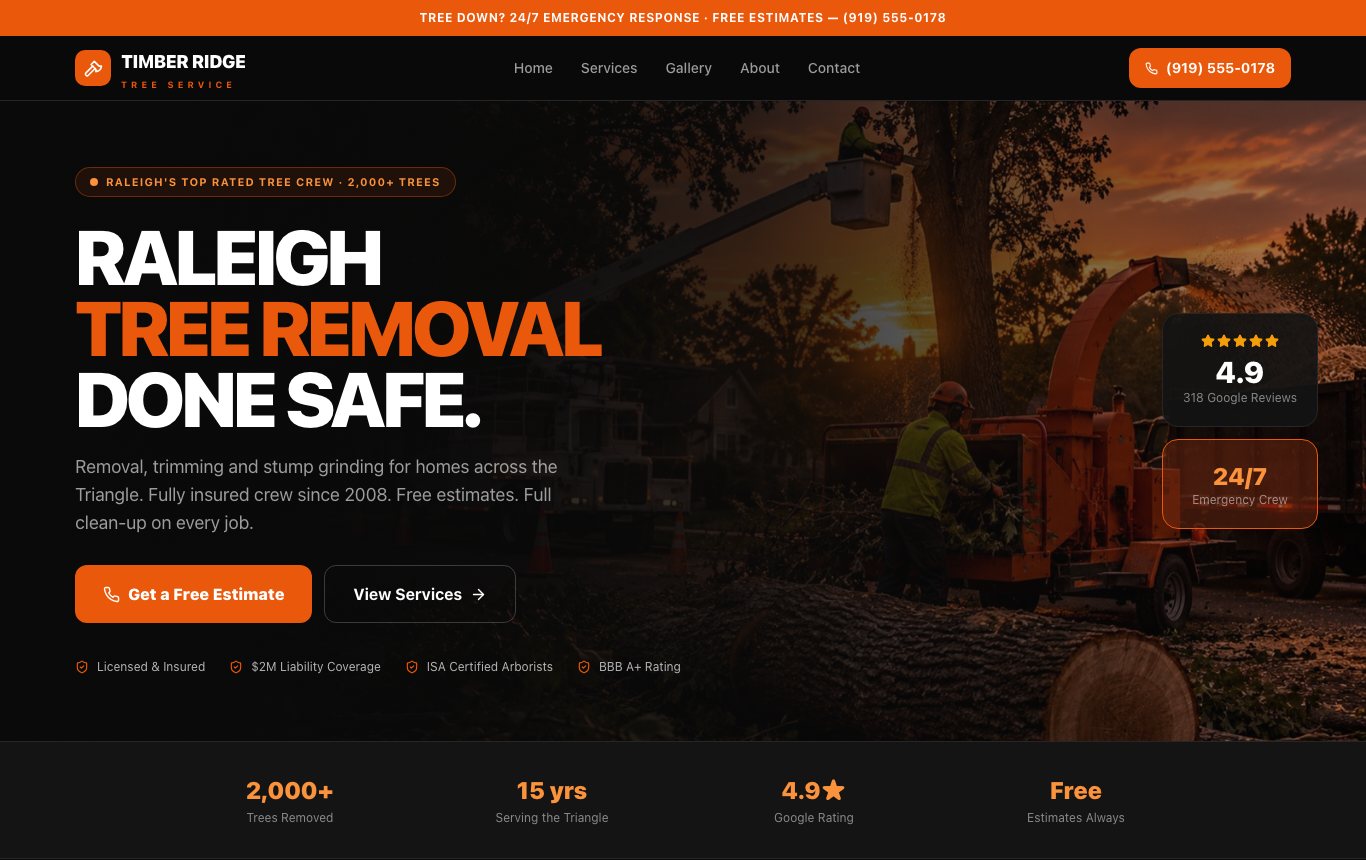 TREE DOWN? 24/7 EMERGENCY RESPONSE · FREE ESTIMATES — (919) 555-0178
TIMBER RIDGE
TREE SERVICE
Home Services Gallery About Contact
(919) 555-0178
RALEIGH'S TOP RATED TREE CREW · 2,000+ TREES
RALEIGH
TREE REMOVAL
DONE SAFE.
Removal, trimming and stump grinding for homes across the
Triangle. Fully insured crew since 2008. Free estimates. Full
clean-up on every job.
Get a Free Estimate
View Services →
Licensed & Insured
$2M Liability Coverage
ISA Certified Arborists
BBB A+ Rating
★★★★★
4.9
318 Google Reviews
24/7
Emergency Crew
2,000+
Trees Removed
15 yrs
Serving the Triangle
4.9★
Google Rating
Free
Estimates Always